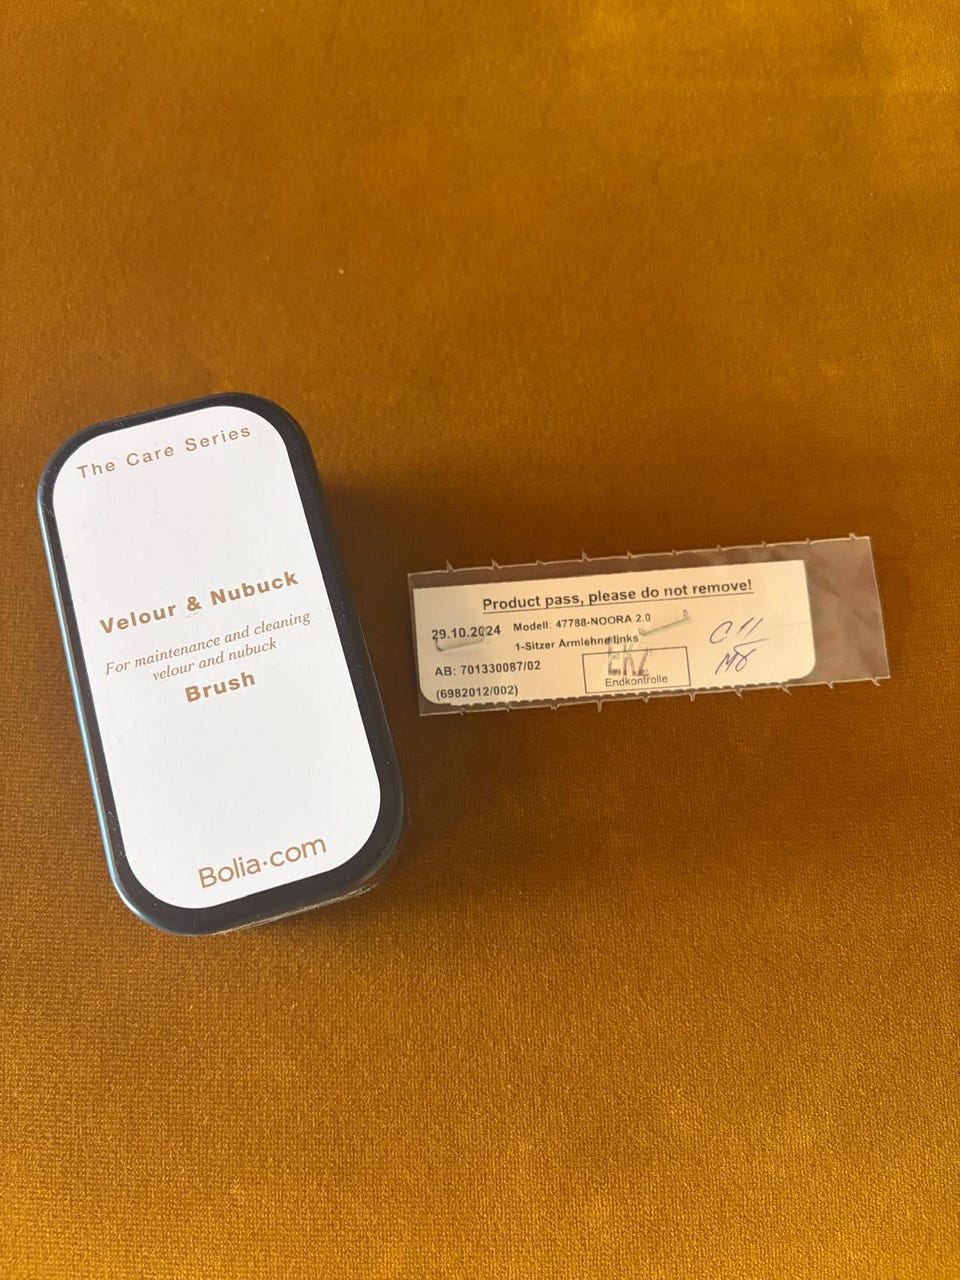 The Care Series
Velour & Nubuck
For maintenance and cleaning
velour and nubuck
Brush
Bolia.com
Product pass, please do not remove!
29.10.2024 Modell: 47788-NOORA 2.0
1-Sitzer Armlehne links
AB: 701330087/02
Endkontrolle
(6982012/002)